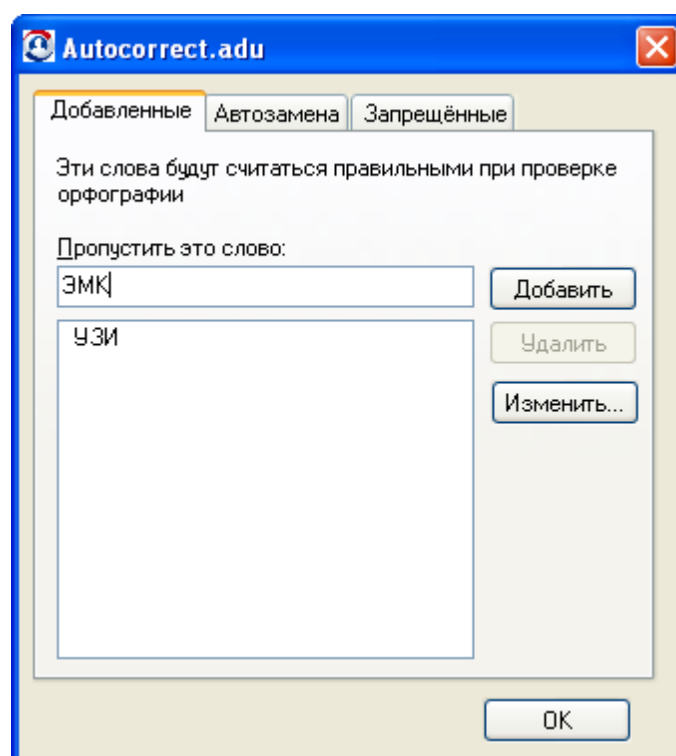 Autocorrect.adu
Добавленные
Автозамена
Запрещённые
Эти слова будут считаться правильными при проверке
орфографии
Пропустить это слово:
ЭМК
Добавить
УЗИ
Удалить
Изменить...
OK